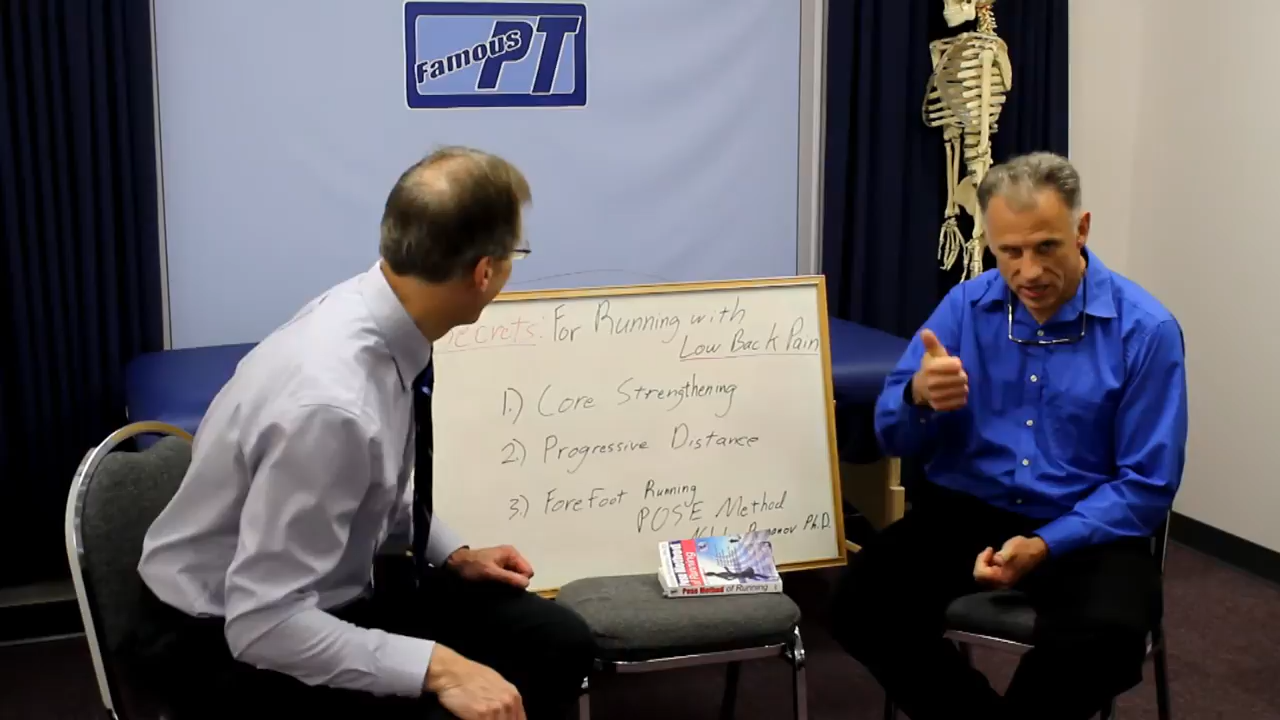 Famous PT
Secrets: For Running with
Low Back Pain
1.) Core Strengthening
2.) Progressive Distance
3.) ForeFoot Running
POSE Method
Romanov Ph.D.
Pose Method of Running